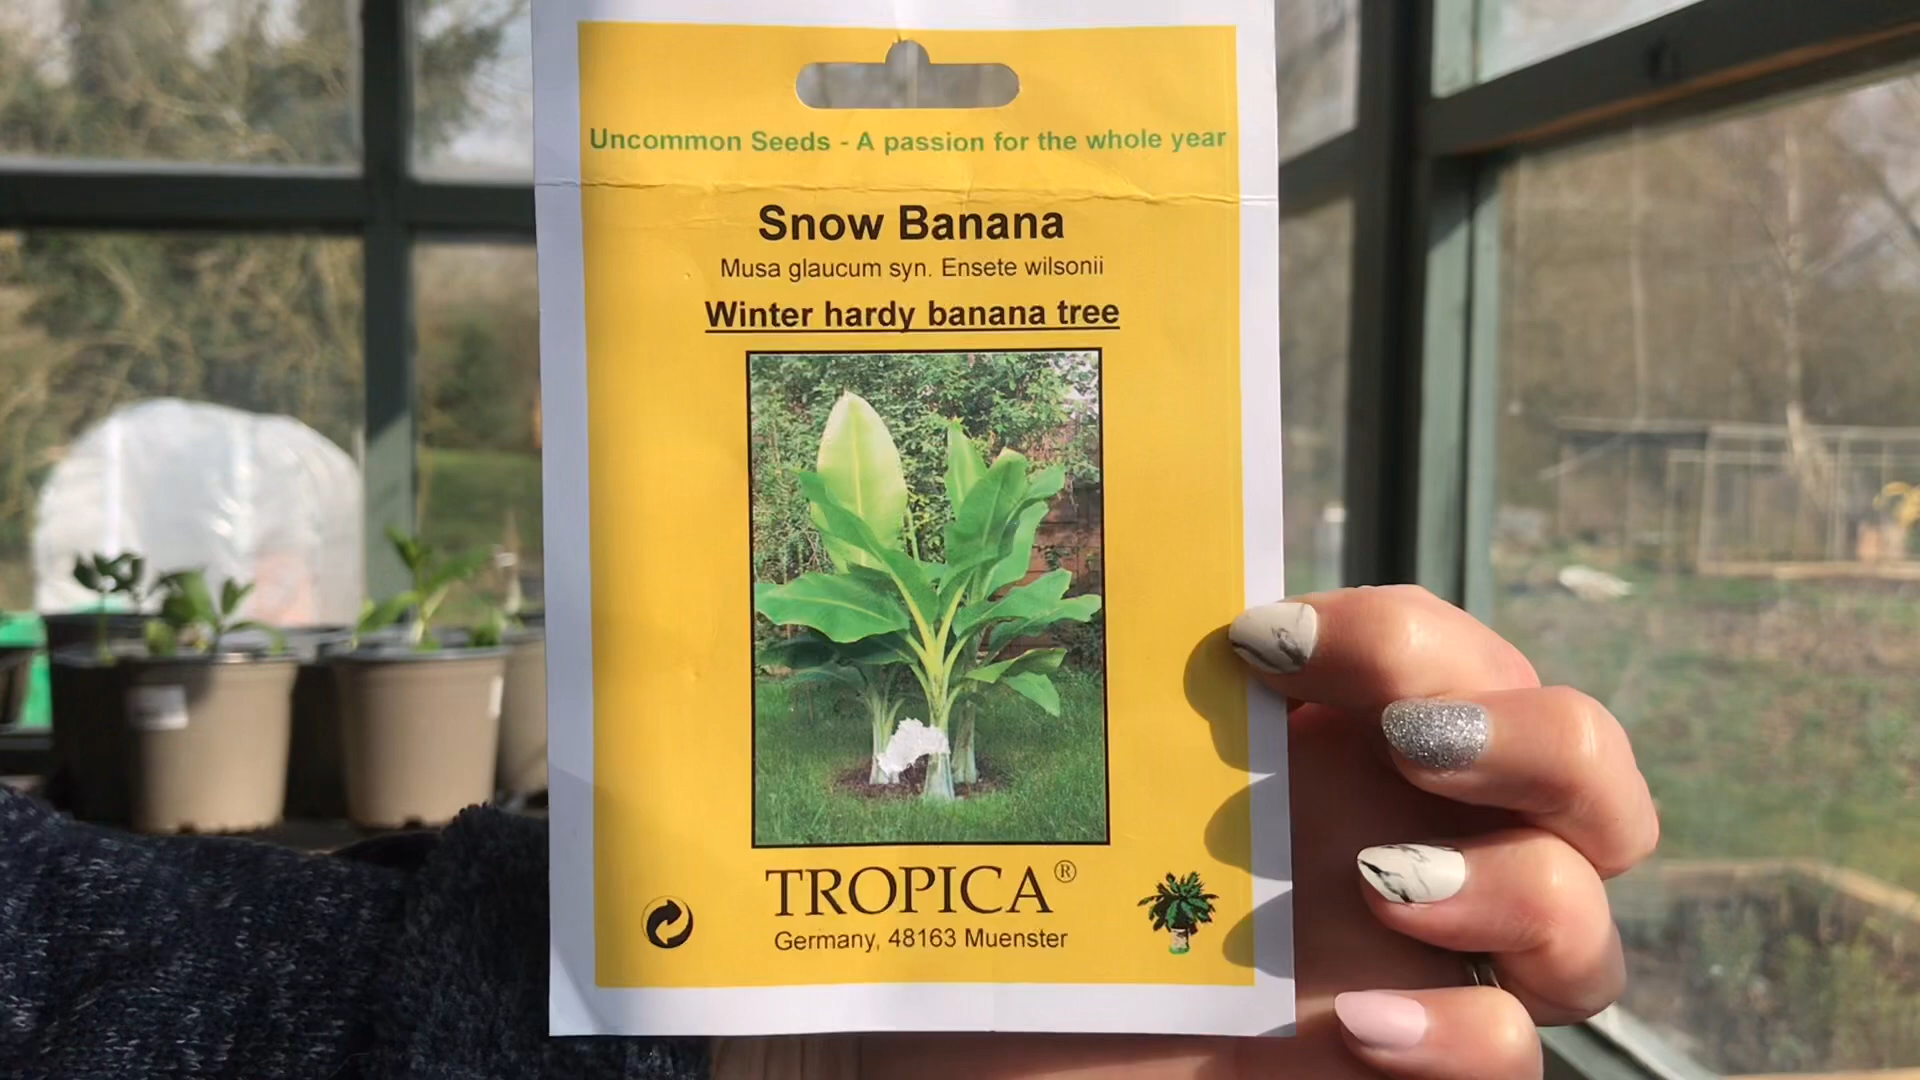 Uncommon Seeds - A passion for the whole year
Snow Banana
Musa glaucum syn. Ensete wilsonii
Winter hardy banana tree
TROPICA®
Germany, 48163 Muenster